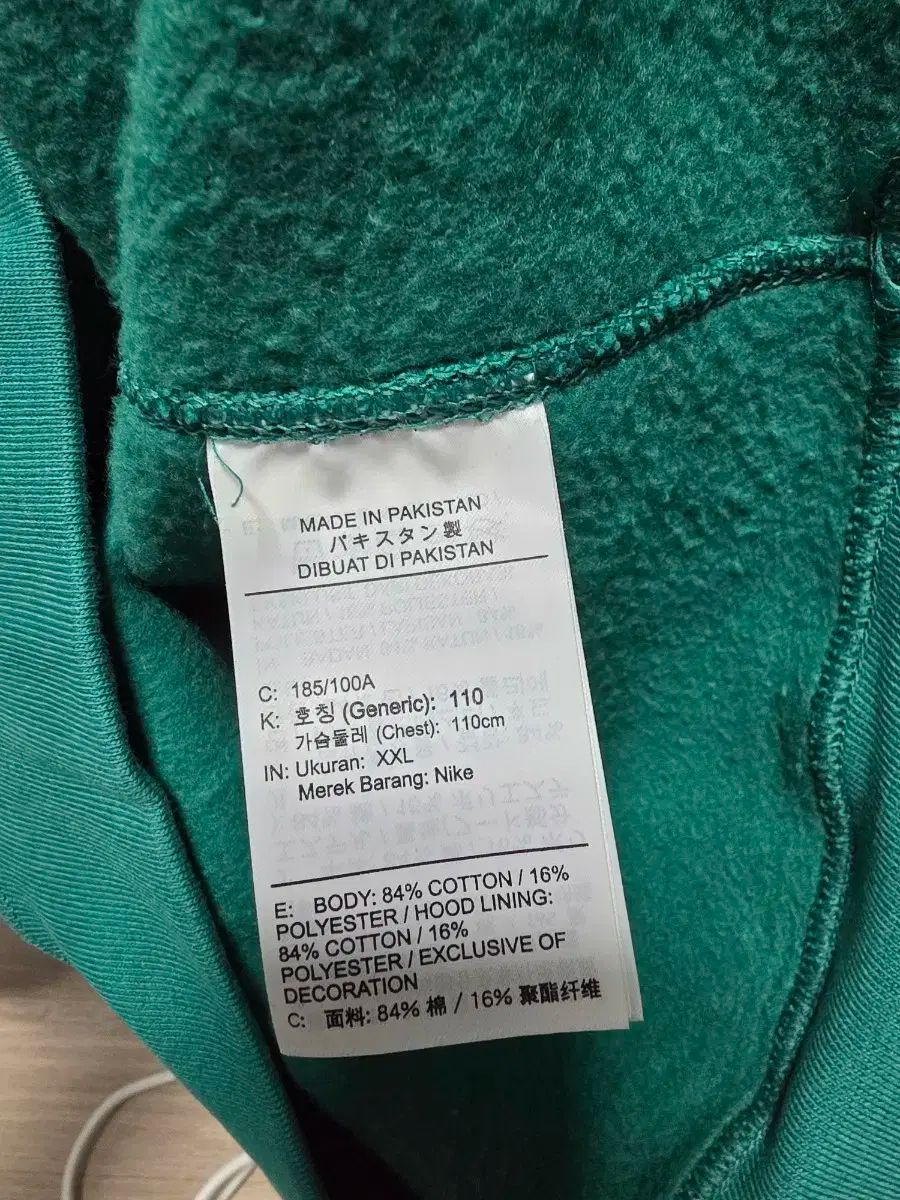 MADE IN PAKISTAN
パキスタン製
DIBUAT DI PAKISTAN
C: 185/100A
K: 호칭 (Generic): 110
가슴둘레 (Chest): 110cm
IN: Ukuran: XXL
Merek Barang: Nike
E: BODY: 84% COTTON / 16%
POLYESTER / HOOD LINING:
84% COTTON / 16%
POLYESTER / EXCLUSIVE OF
DECORATION
C: 面料: 84% 棉 / 16% 聚酯纤维